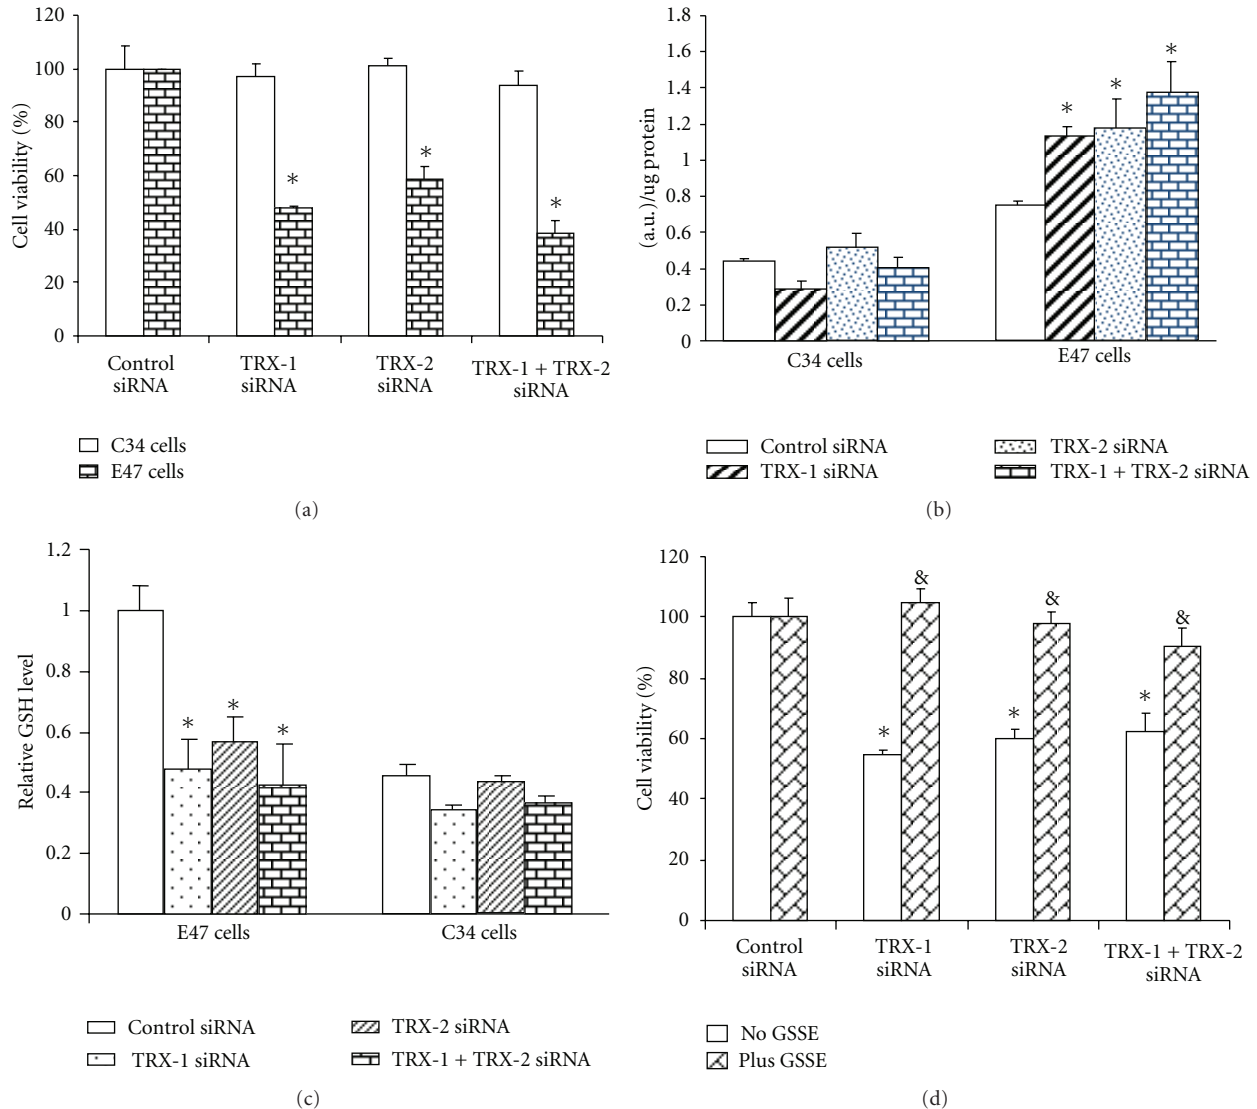 120
100
80
60
40
20
0
Cell viability (%)
*
*
*
Control
siRNA
TRX-1
siRNA
TRX-2
siRNA
TRX-1 + TRX-2
siRNA
C34 cells
E47 cells
(a)
1.8
1.6
1.4
1.2
1
0.8
0.6
0.4
0.2
0
(a.u.)/ug protein
*
*
*
C34 cells
E47 cells
Control siRNA
TRX-1 siRNA
TRX-2 siRNA
TRX-1 + TRX-2 siRNA
(b)
1.2
1
0.8
0.6
0.4
0.2
0
Relative GSH level
*
*
*
E47 cells
C34 cells
Control siRNA
TRX-1 siRNA
TRX-2 siRNA
TRX-1 + TRX-2 siRNA
(c)
120
100
80
60
40
20
0
Cell viability (%)
*
&
*
&
*
&
Control
siRNA
TRX-1
siRNA
TRX-2
siRNA
TRX-1 + TRX-2
siRNA
No GSSE
Plus GSSE
(d)